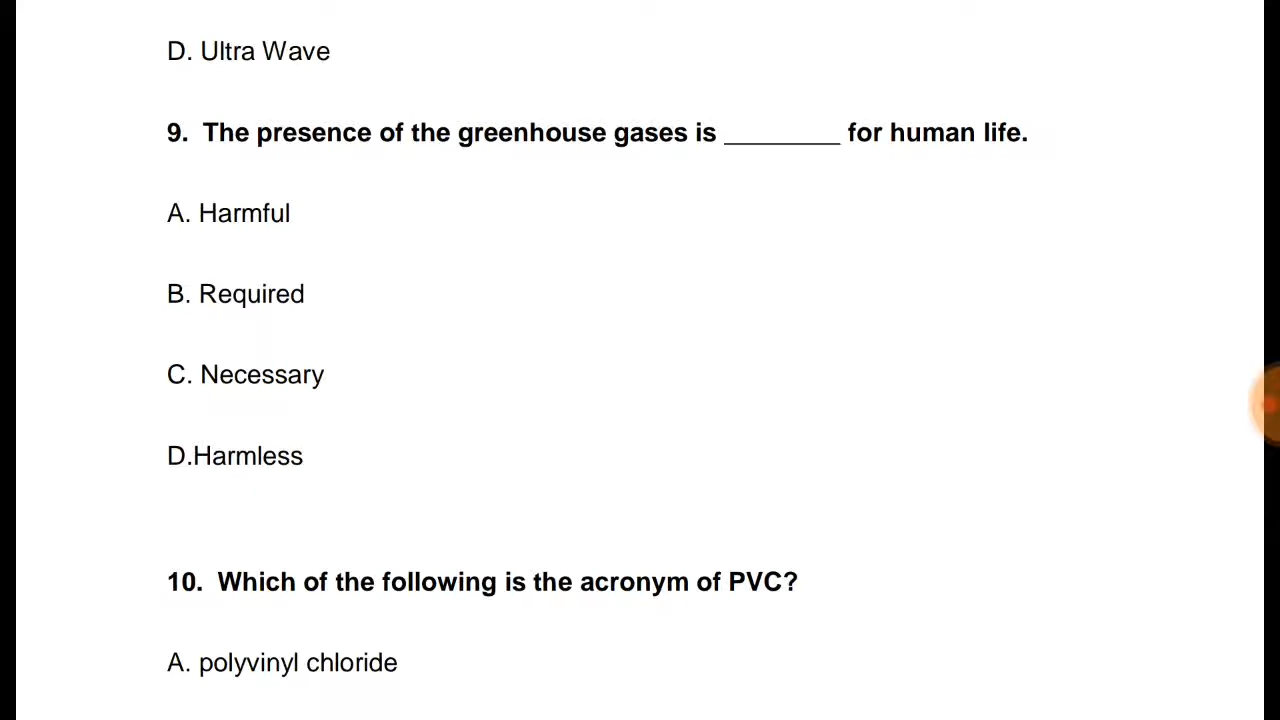 D. Ultra Wave
9.  The presence of the greenhouse gases is ________ for human life.
A. Harmful
B. Required
C. Necessary
D.Harmless
10.  Which of the following is the acronym of PVC?
A. polyvinyl chloride